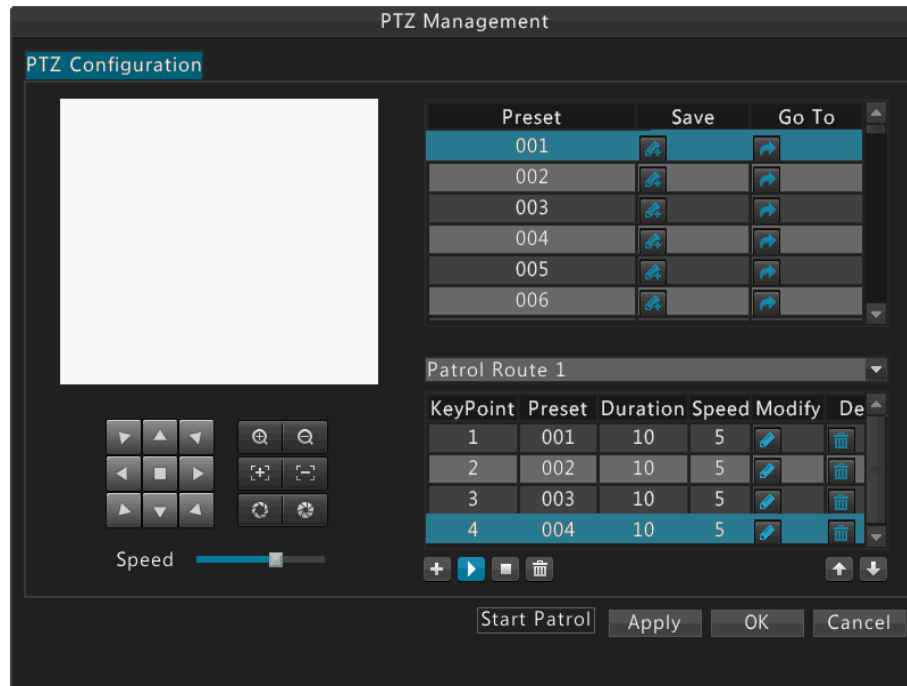 PTZ Management
PTZ Configuration
Preset Save Go To
001
002
003
004
005
006
Patrol Route 1
KeyPoint Preset Duration Speed Modify De
1 001 10 5
2 002 10 5
3 003 10 5
4 004 10 5
Speed
Start Patrol Apply OK Cancel